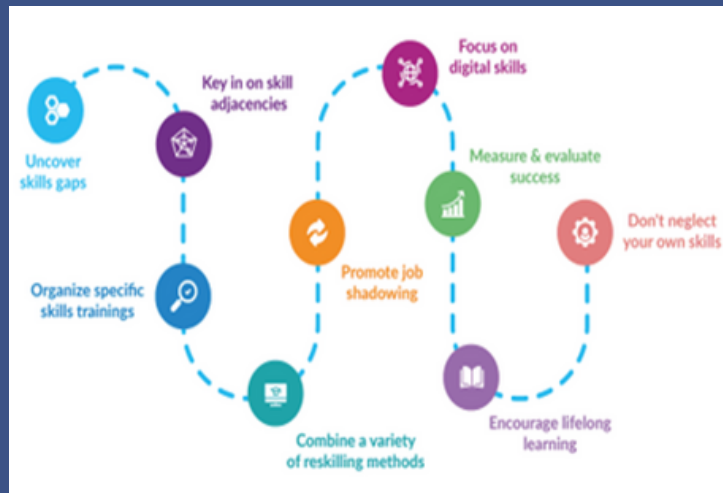 Uncover
skills gaps
Key in on skill
adjacencies
Organize specific
skills trainings
Combine a variety
of reskilling methods
Promote job
shadowing
Focus on
digital skills
Measure & evaluate
success
Encourage lifelong
learning
Don't neglect
your own skills